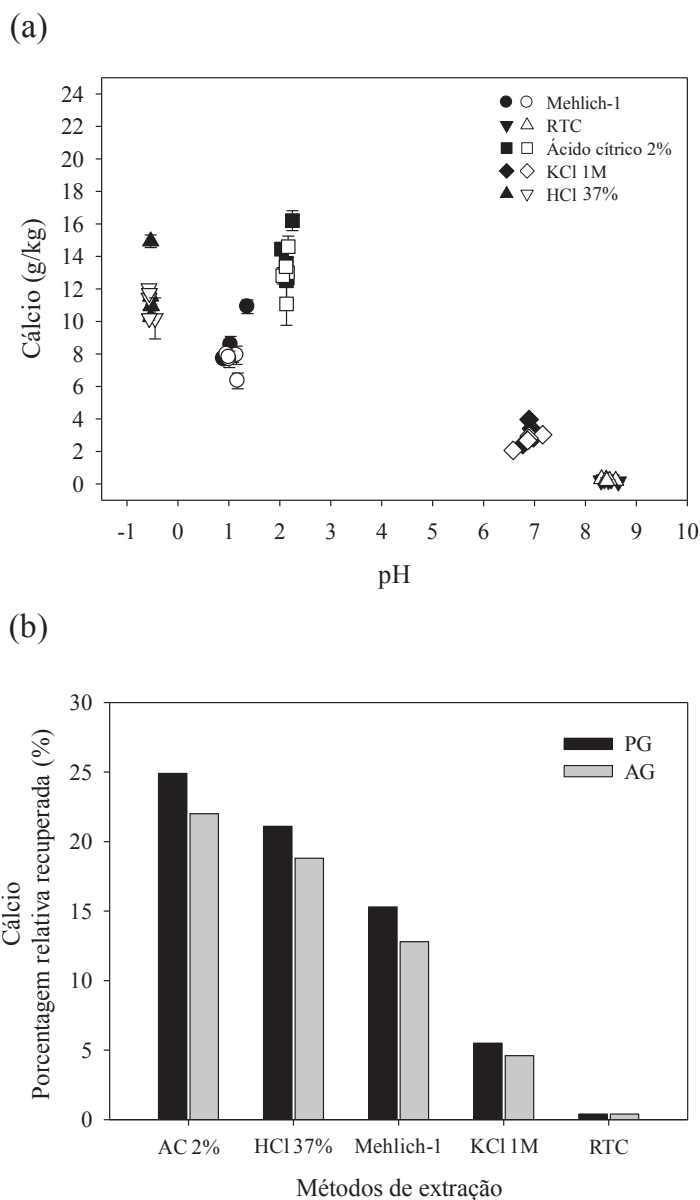 (a)
24
22
20
18
16
14
12
10
8
6
4
2
0
Cálcio (g/kg)
Mehlich-1
RTC
Ácido cítrico 2%
KCl 1M
HCl 37%
-1 0 1 2 3 4 5 6 7 8 9 10
pH
(b)
30
25
20
15
10
5
0
Cálcio
Porcentagem relativa recuperada (%)
PG
AG
AC 2% HCl 37% Mehlich-1 KCl 1M RTC
Métodos de extração